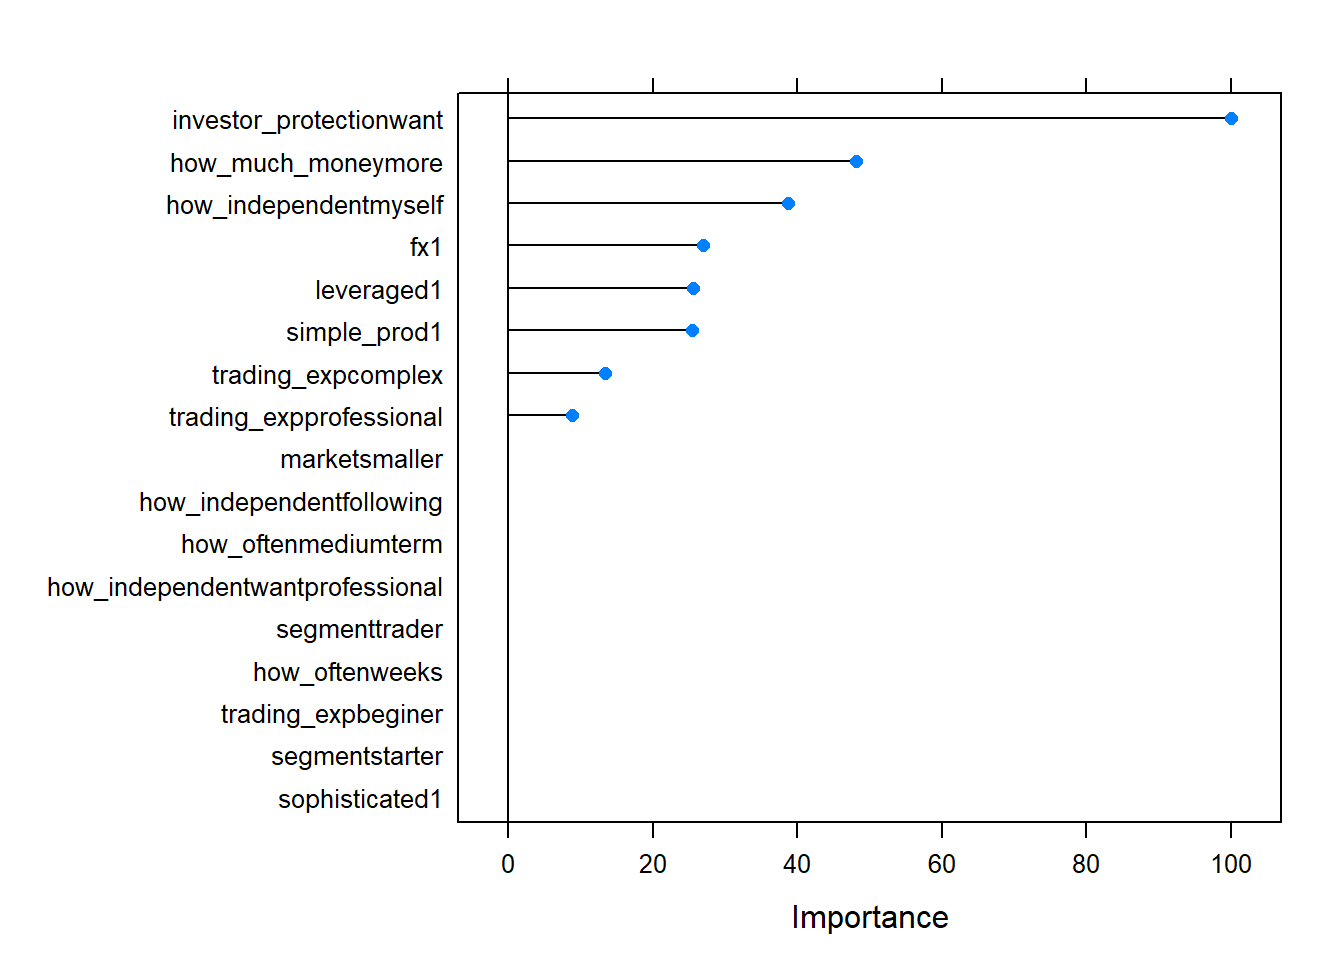 investor_protectionwant
how_much_moneymore
how_independentmyself
fx1
leveraged1
simple_prod1
trading_expcomplex
trading_expprofessional
marketsmaller
how_independentfollowing
how_oftenmediumterm
how_independentwantprofessional
segmenttrader
how_oftenweeks
trading_expbeginer
segmentstarter
sophisticated1
0 20 40 60 80 100
Importance